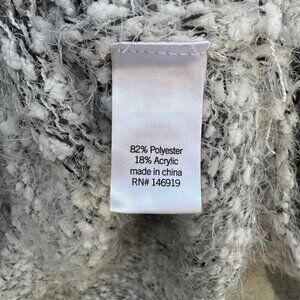 82% Polyester
18% Acrylic
made in china
RN# 146919